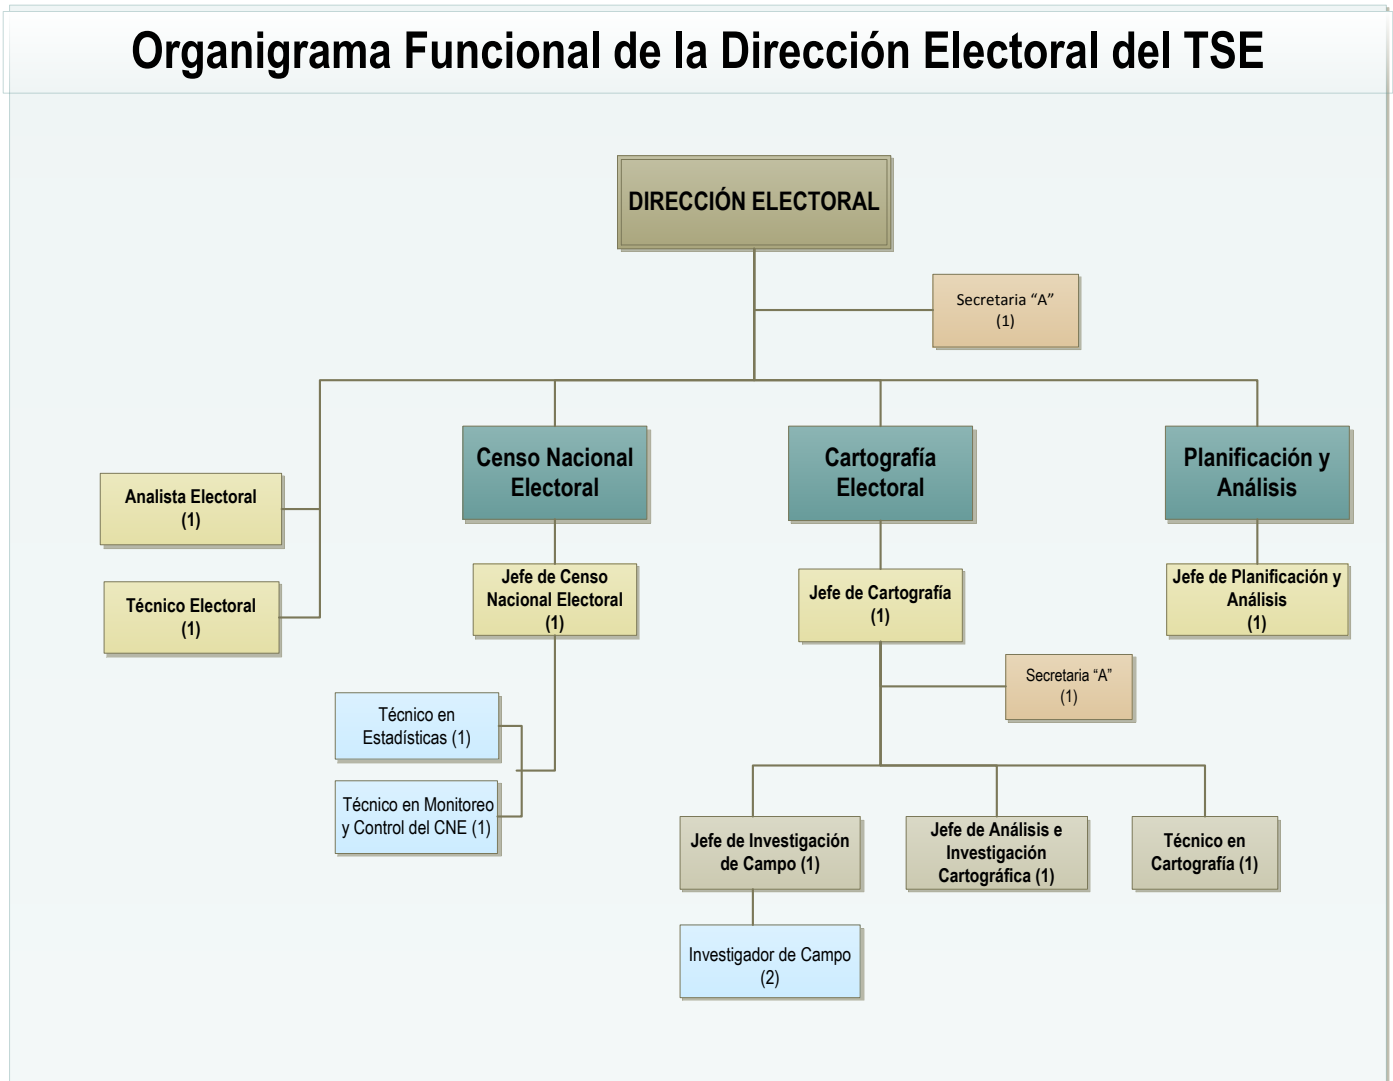 Organigrama Funcional de la Dirección Electoral del TSE
DIRECCIÓN ELECTORAL
Secretaria “A”
(1)
Censo Nacional
Electoral
Cartografía
Electoral
Planificación y
Análisis
Analista Electoral
(1)
Técnico Electoral
(1)
Jefe de Censo
Nacional Electoral
(1)
Jefe de Cartografía
(1)
Jefe de Planificación y
Análisis
(1)
Secretaria “A”
(1)
Técnico en
Estadísticas (1)
Técnico en Monitoreo
y Control del CNE (1)
Jefe de Investigación
de Campo (1)
Jefe de Análisis e
Investigación
Cartográfica (1)
Técnico en
Cartografía (1)
Investigador de Campo
(2)